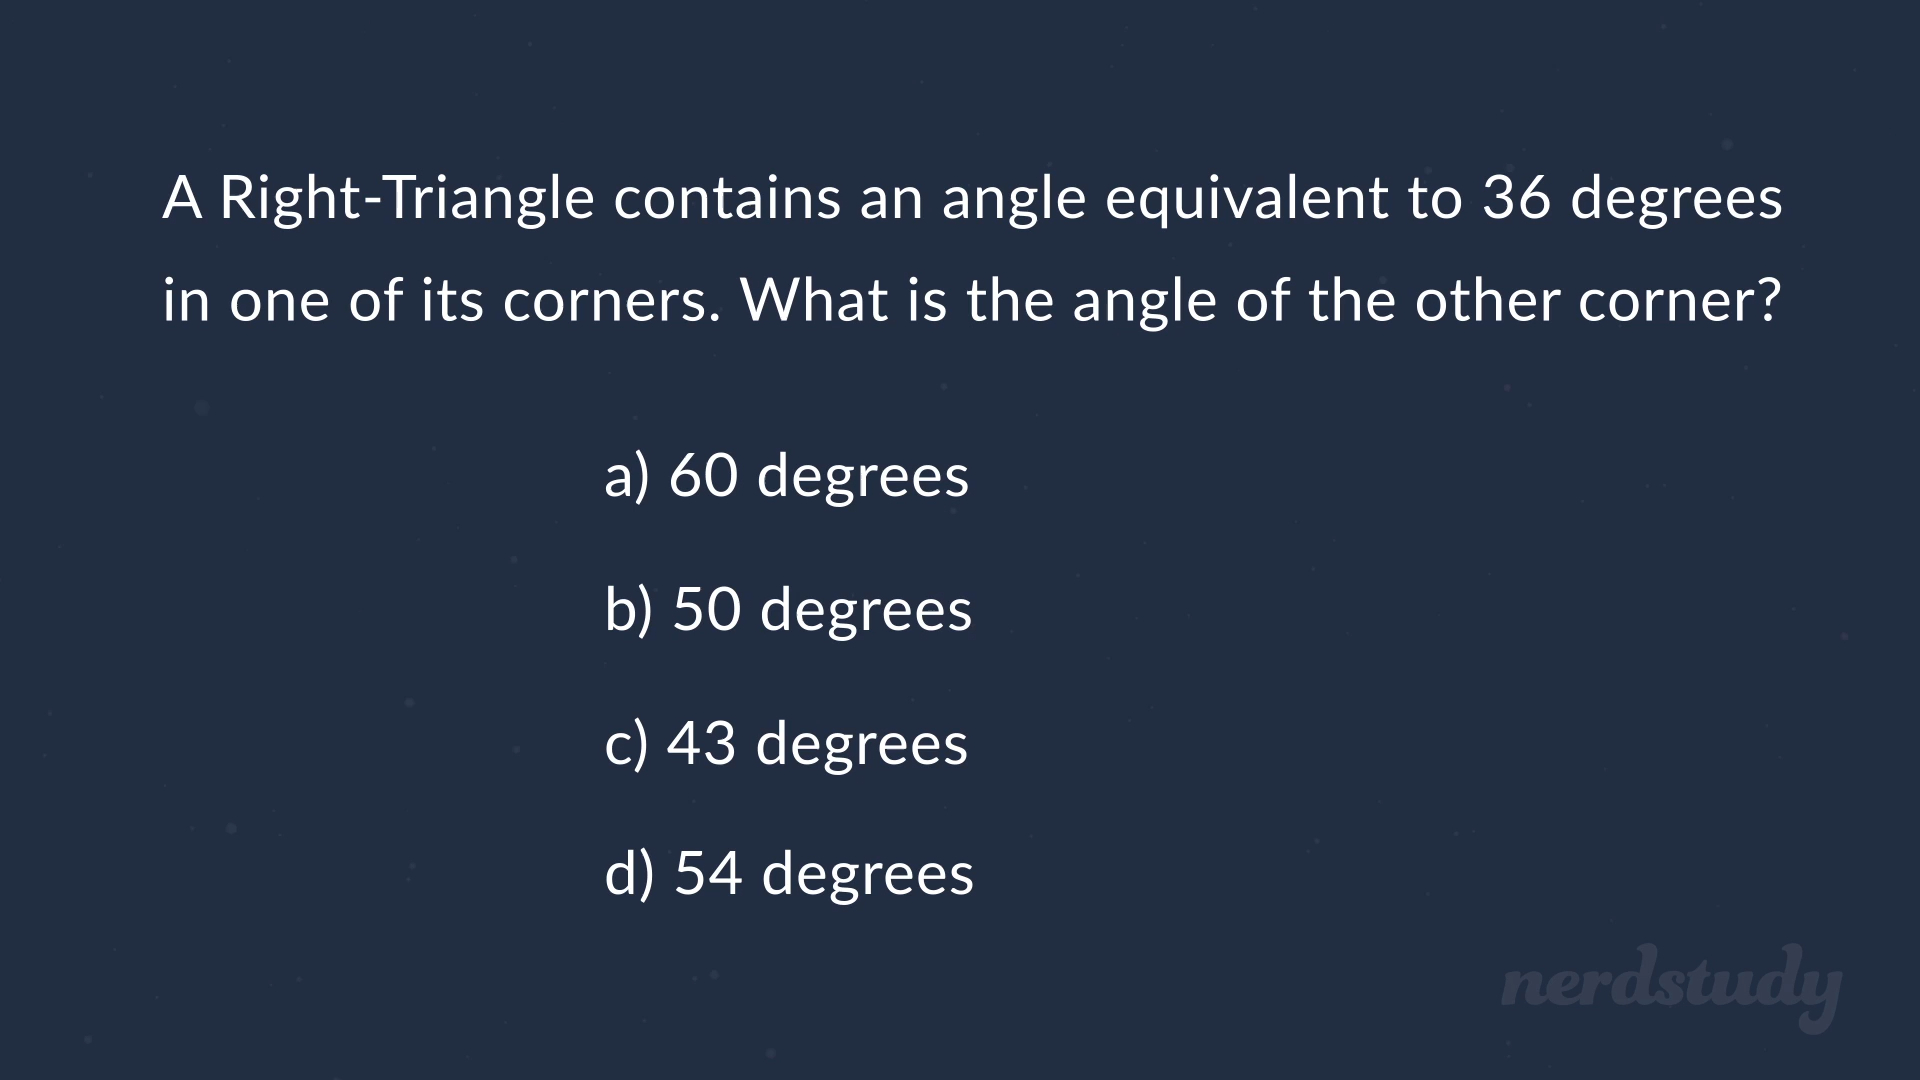 A Right-Triangle contains an angle equivalent to 36 degrees
in one of its corners. What is the angle of the other corner?
a) 60 degrees
b) 50 degrees
c) 43 degrees
d) 54 degrees
nerdstudy